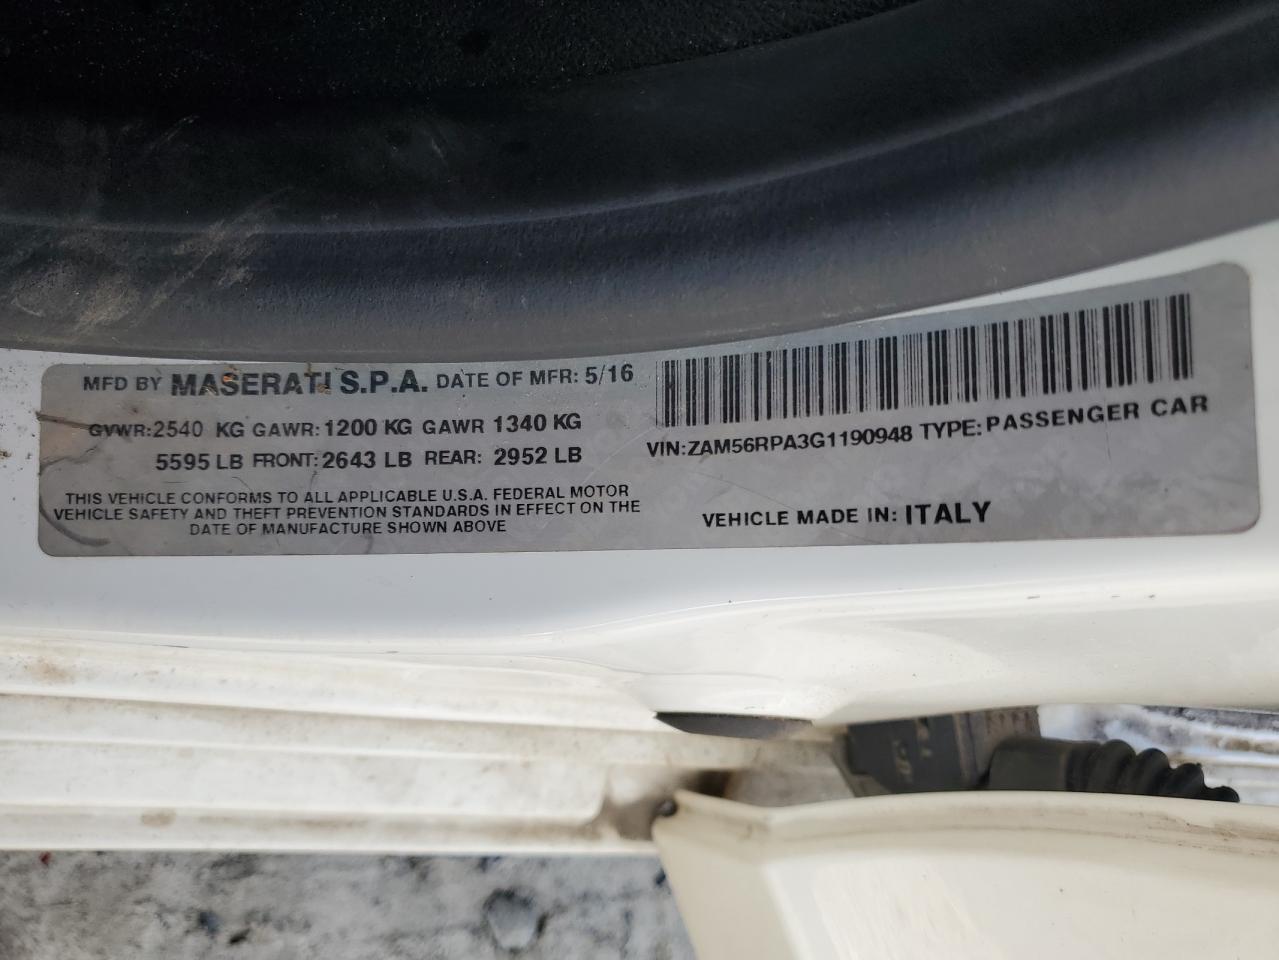 MFD BY MASERATI S.P.A. DATE OF MFR: 5/16
GVWR:2540 KG GAWR: 1200 KG GAWR 1340 KG
5595 LB FRONT: 2643 LB REAR: 2952 LB
THIS VEHICLE CONFORMS TO ALL APPLICABLE U.S.A. FEDERAL MOTOR
VEHICLE SAFETY AND THEFT PREVENTION STANDARDS IN EFFECT ON THE
DATE OF MANUFACTURE SHOWN ABOVE
VIN:ZAM56RPA3G1190948 TYPE: PASSENGER CAR
VEHICLE MADE IN: ITALY